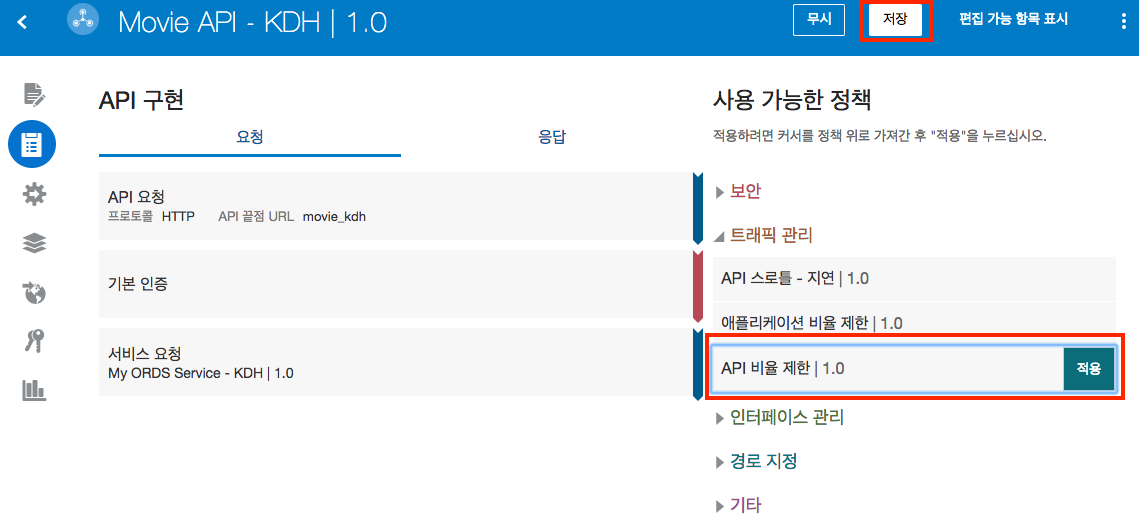 Movie API - KDH | 1.0
무시
저장
편집 가능 항목 표시
API 구현
요청
응답
API 요청
프로토콜 HTTP API 끝점 URL movie_kdh
기본 인증
서비스 요청
My ORDS Service - KDH | 1.0
사용 가능한 정책
적용하려면 커서를 정책 위로 가져간 후 "적용"을 누르십시오.
보안
트래픽 관리
API 스로틀 - 지연 | 1.0
애플리케이션 비율 제한 | 1.0
API 비율 제한 | 1.0
적용
인터페이스 관리
경로 지정
기타